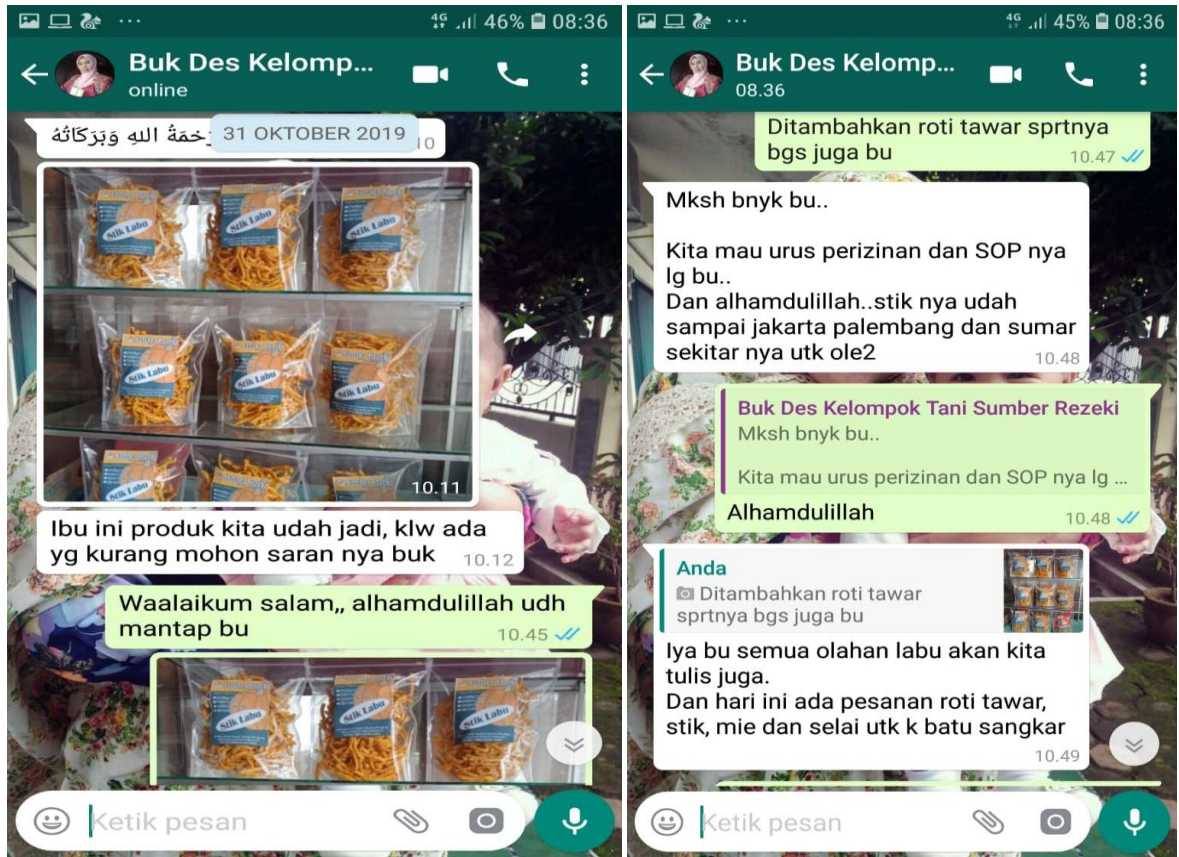 4G 46% 08:36
Buk Des Kelomp...
online
رَحْمَةُ اللهِ وَبَرَكَاتُهُ
31 OKTOBER 2019
10
Stik Labu
Stik Labu
Stik Labu
Stik Labu
Stik Labu
Stik Labu
Stik Labu
10.11
Ibu ini produk kita udah jadi, klw ada
yg kurang mohon saran nya buk 10.12
Waalaikum salam,, alhamdulillah udh
mantap bu 10.45
Stik Labu
Stik Labu
Stik Labu
Ketik pesan
4G 45% 08:36
Buk Des Kelomp...
08.36
Ditambahkan roti tawar sprtnya
bgs juga bu 10.47
Mksh bnyk bu..
Kita mau urus perizinan dan SOP nya
lg bu..
Dan alhamdulillah..stik nya udah
sampai jakarta palembang dan sumar
sekitar nya utk ole2 10.48
Buk Des Kelompok Tani Sumber Rezeki
Mksh bnyk bu..
Kita mau urus perizinan dan SOP nya lg ...
Alhamdulillah 10.48
Anda
Ditambahkan roti tawar
sprtnya bgs juga bu
Iya bu semua olahan labu akan kita
tulis juga.
Dan hari ini ada pesanan roti tawar,
stik, mie dan selai utk k batu sangkar
10.49
Ketik pesan